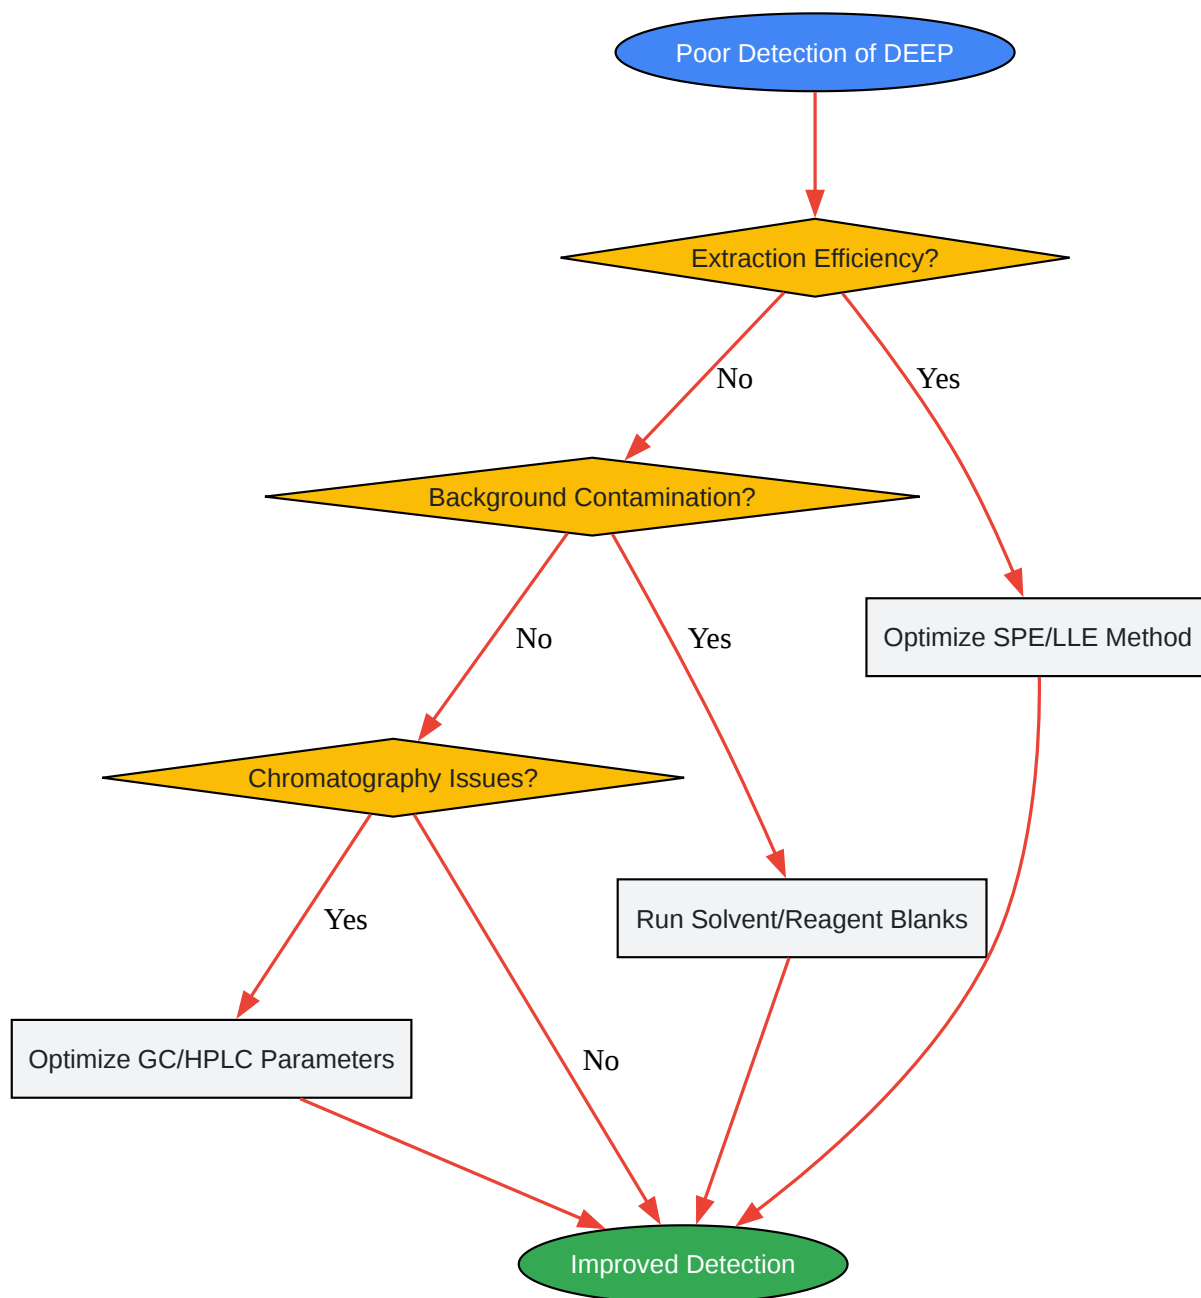 Poor Detection of DEEP
Extraction Efficiency?
No
Yes
Background Contamination?
No
Yes
Optimize SPE/LLE Method
Chromatography Issues?
Yes
Run Solvent/Reagent Blanks
Optimize GC/HPLC Parameters
No
Improved Detection